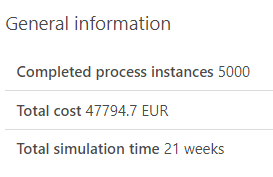 General information
Completed process instances 5000
Total cost 47794.7 EUR
Total simulation time 21 weeks